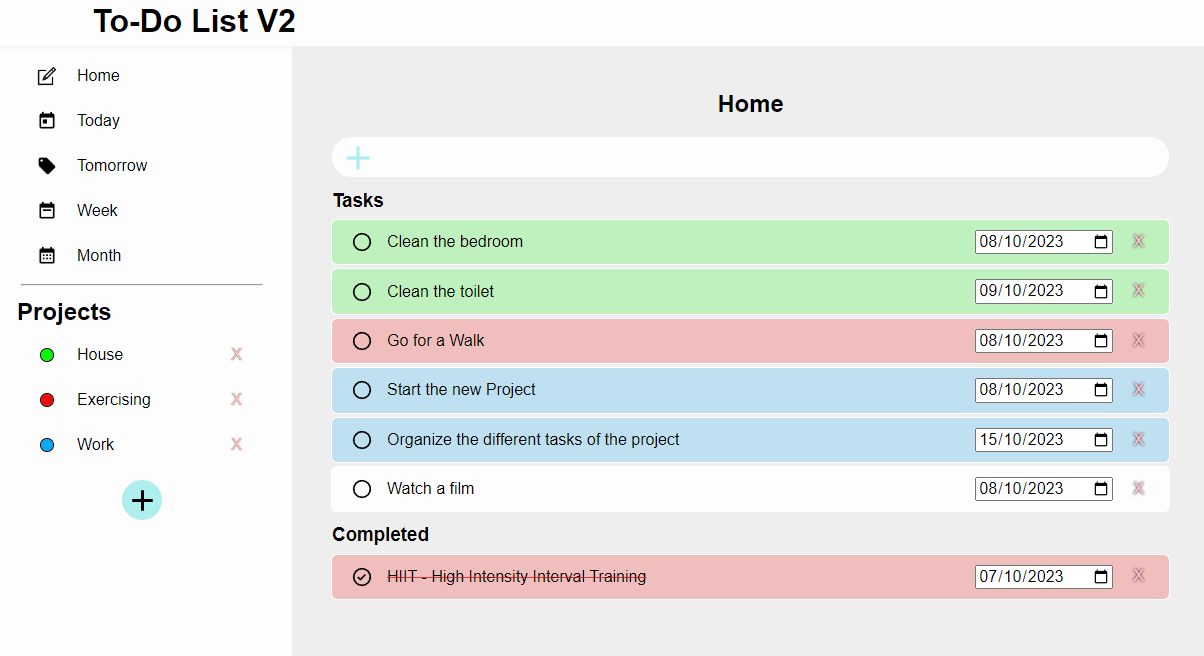 To-Do List V2
Home
Today
Tomorrow
Week
Month
Projects
House X
Exercising X
Work X
Home
Tasks
Clean the bedroom 08/10/2023 X
Clean the toilet 09/10/2023 X
Go for a Walk 08/10/2023 X
Start the new Project 08/10/2023 X
Organize the different tasks of the project 15/10/2023 X
Watch a film 08/10/2023 X
Completed
HIIT - High Intensity Interval Training 07/10/2023 X